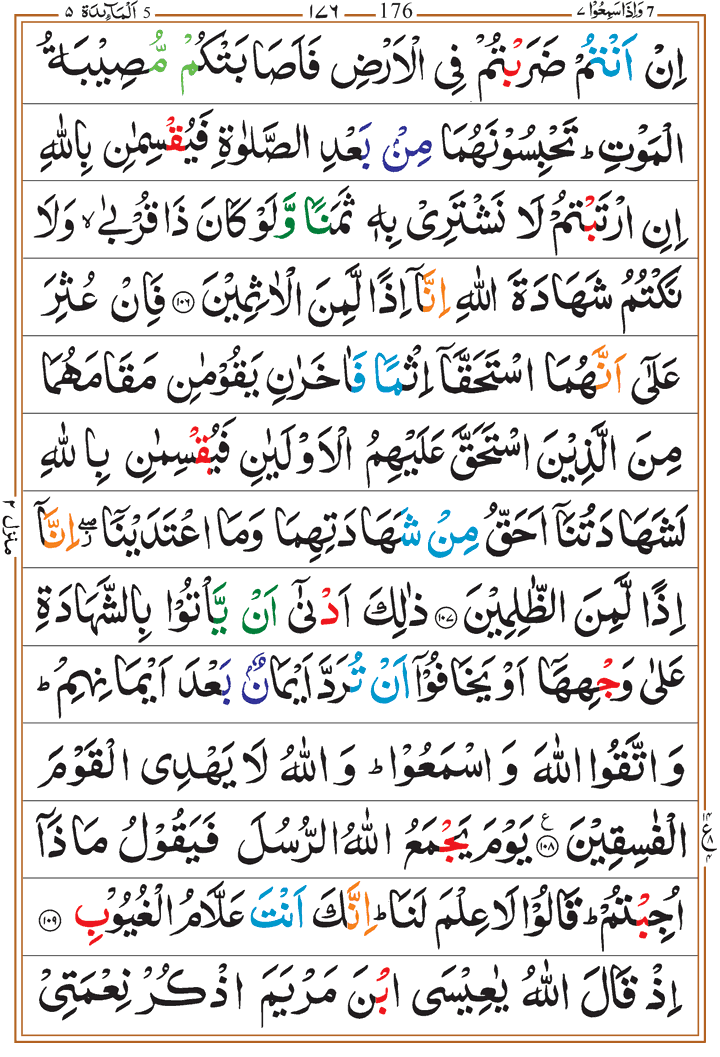 7 وَاِذَا سَمِعُوْا ٧ 176 ١٧٦ 5 اَلْمَآئِدَة ٥
اِنْ اَنْتُمْ ضَرَبْتُمْ فِى الْاَرْضِ فَاَصَابَتْكُمْ مُّصِيْبَةُ
الْمَوْتِ ؕ تَحْبِسُوْنَهُمَا مِنْۢ بَعْدِ الصَّلٰوةِ فَيُقْسِمٰنِ بِاللّٰهِ
اِنِ ارْتَبْتُمْ لَا نَشْتَرِىْ بِهٖ ثَمَنًا وَّلَوْ كَانَ ذَا قُرْبٰى ۙ وَلَا
نَكْتُمُ شَهَادَةَ اللّٰهِ اِنَّاۤ اِذًا لَّمِنَ الْاٰثِمِيْنَ ۝١٠٦ فَاِنْ عُثِرَ
عَلٰٓى اَنَّهُمَا اسْتَحَقَّاۤ اِثْمًا فَاٰخَرٰنِ يَقُوْمٰنِ مَقَامَهُمَا
مِنَ الَّذِيْنَ اسْتَحَقَّ عَلَيْهِمُ الْاَوْلَيٰنِ فَيُقْسِمٰنِ بِاللّٰهِ
لَشَهَادَتُنَاۤ اَحَقُّ مِنْ شَهَادَتِهِمَا وَمَا اعْتَدَيْنَاۤ ۖ اِنَّاۤ
اِذًا لَّمِنَ الظّٰلِمِيْنَ ۝١٠٧ ذٰلِكَ اَدْنٰٓى اَنْ يَّاْتُوْا بِالشَّهَادَةِ
عَلٰى وَجْهِهَاۤ اَوْ يَخَافُوْۤا اَنْ تُرَدَّ اَيْمَانٌۢ بَعْدَ اَيْمَانِهِمْ ؕ
وَاتَّقُوا اللّٰهَ وَاسْمَعُوْا ؕ وَاللّٰهُ لَا يَهْدِى الْقَوْمَ
الْفٰسِقِيْنَ ۝١٠٨ ع يَوْمَ يَجْمَعُ اللّٰهُ الرُّسُلَ فَيَقُوْلُ مَاذَاۤ
اُجِبْتُمْ ؕ قَالُوْا لَا عِلْمَ لَنَا ؕ اِنَّكَ اَنْتَ عَلَّامُ الْغُيُوْبِ ۝١٠٩
اِذْ قَالَ اللّٰهُ يٰعِيْسَى ابْنَ مَرْيَمَ اذْكُرْ نِعْمَتِىْ
منزل ٢